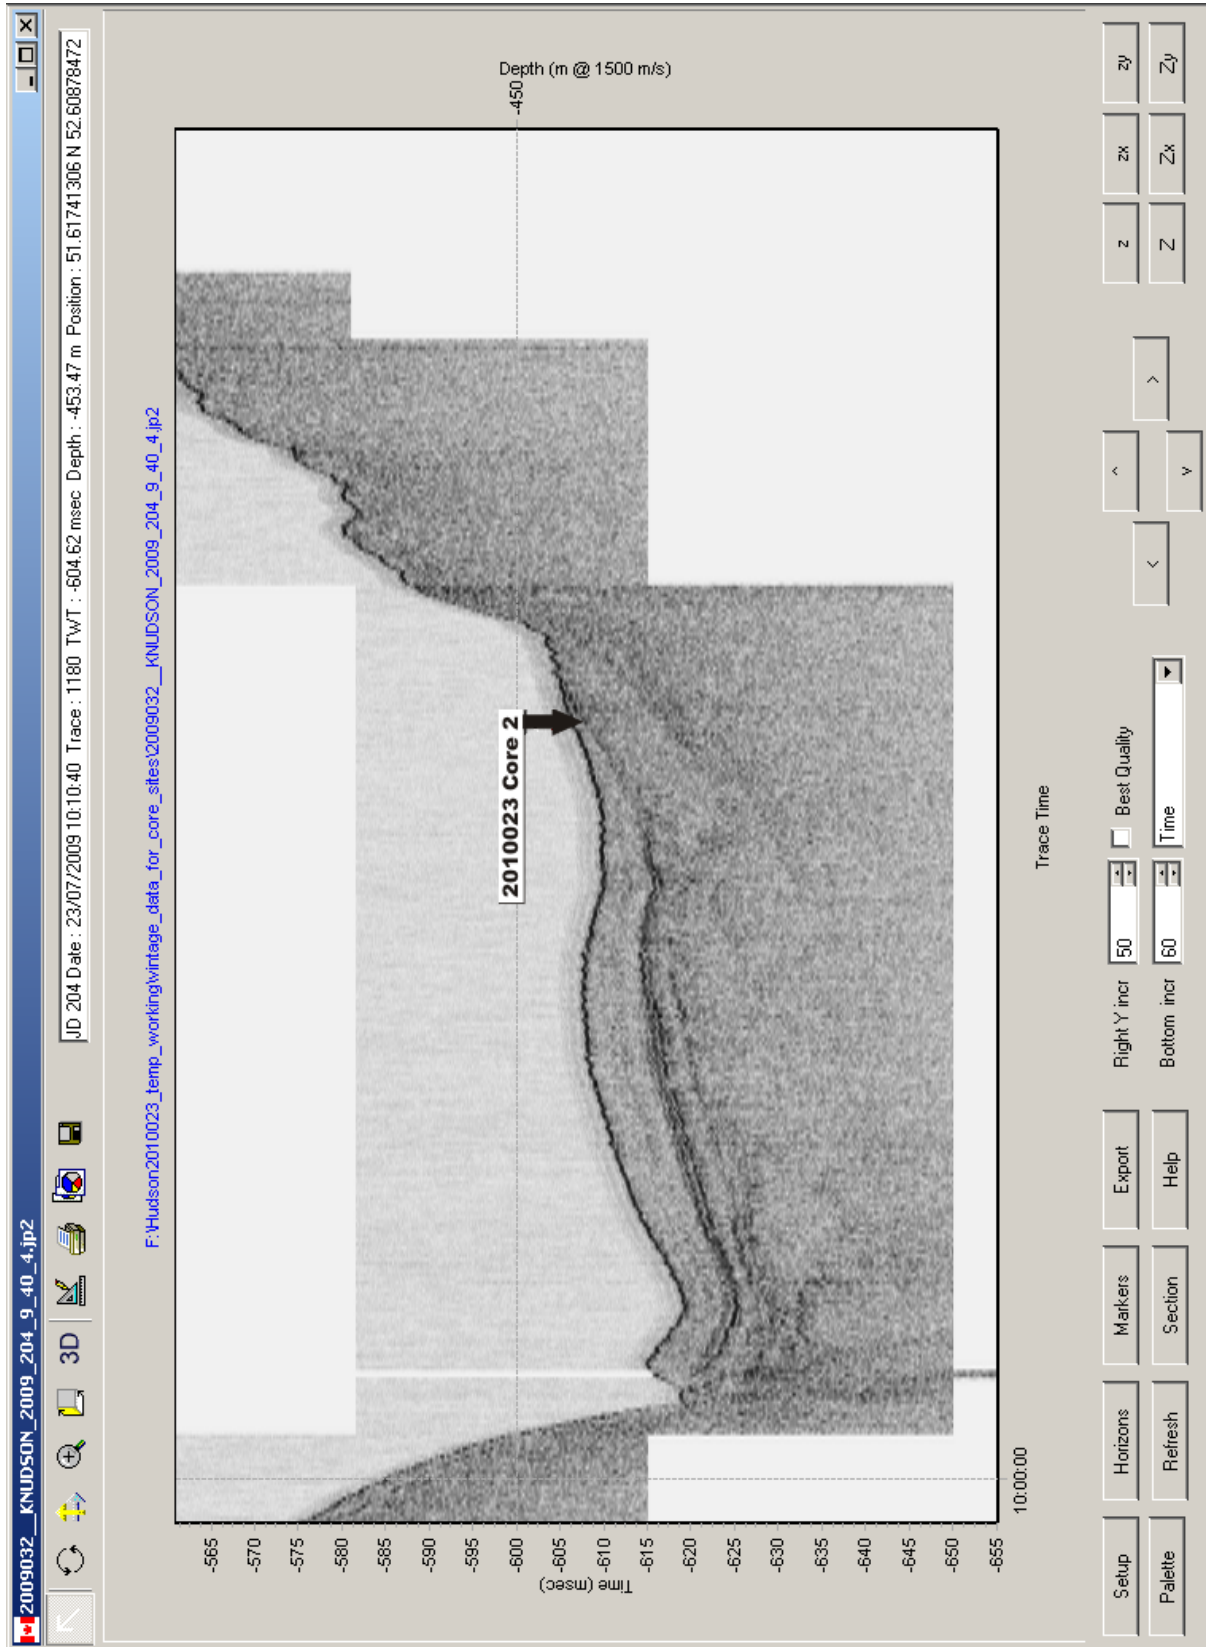 2009032__KNUDSON_2009_204_9_40_4.jp2
3D
JD 204 Date : 23/07/2009 10:10:40 Trace : 1180 TWT : -604.62 msec Depth : -453.47 m Position : 51.61741306 N 52.60878472
F:\Hudson2010023_temp_working\vintage_data_for_core_sites\2009032__KNUDSON_2009_204_9_40_4.jp2
Time (msec)
-565
-570
-575
-580
-585
-590
-595
-600
-605
-610
-615
-620
-625
-630
-635
-640
-645
-650
-655
2010023 Core 2
-450
Depth (m @ 1500 m/s)
10:00:00
Trace Time
Setup
Horizons
Markers
Export
Right Y incr
50
Best Quality
<
^
>
z
zx
zy
Palette
Refresh
Section
Help
Bottom incr
60
Time
v
Z
Zx
Zy